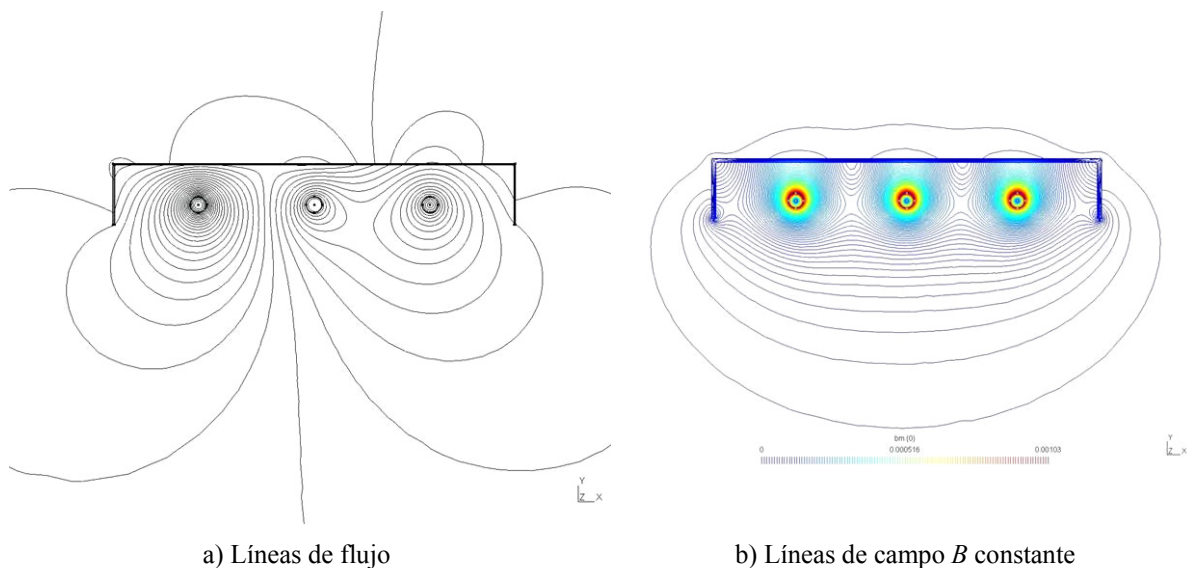 bm (0)
0 0.000516 0.00103
Y
Z X
Y
Z X
a) Líneas de flujo
b) Líneas de campo B constante